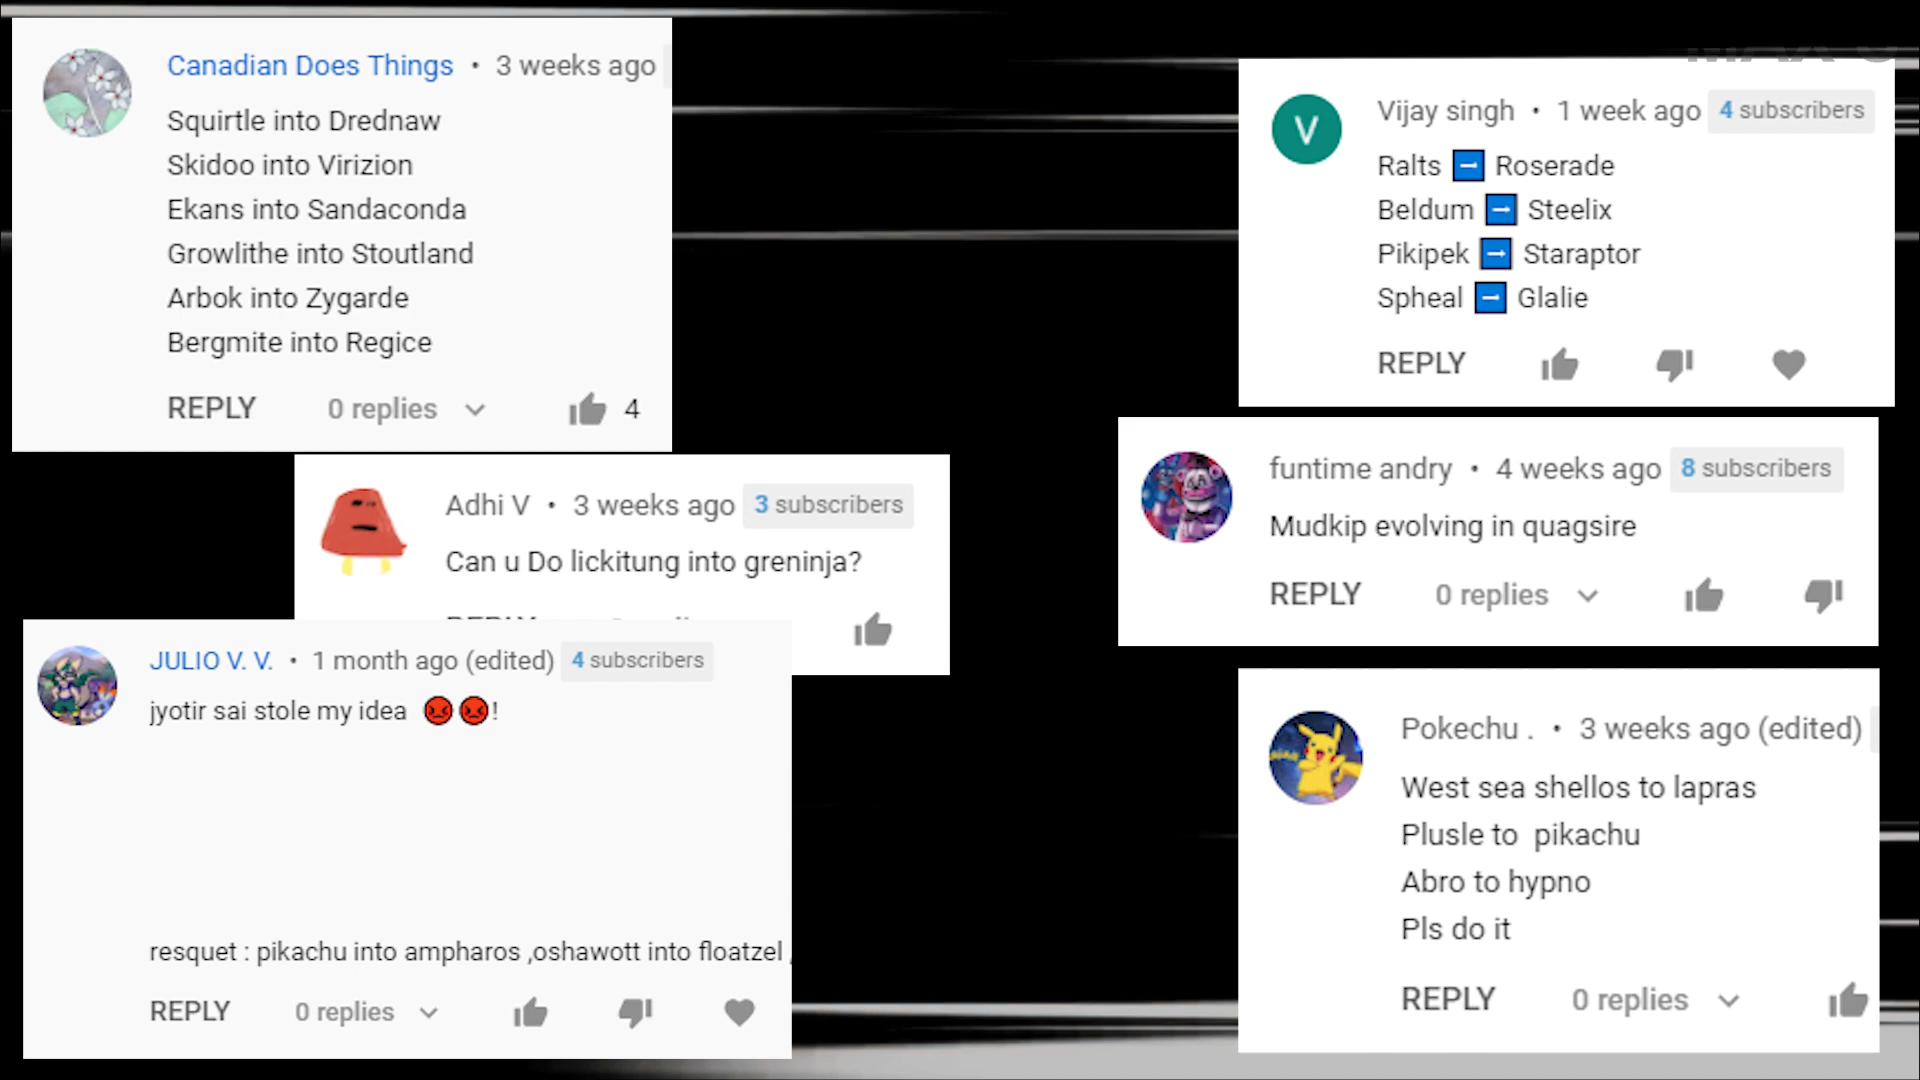 Canadian Does Things • 3 weeks ago
Squirtle into Drednaw
Skidoo into Virizion
Ekans into Sandaconda
Growlithe into Stoutland
Arbok into Zygarde
Bergmite into Regice
REPLY 0 replies 4
Adhi V • 3 weeks ago 3 subscribers
Can u Do lickitung into greninja?
JULIO V. V. • 1 month ago (edited) 4 subscribers
jyotir sai stole my idea 😡😡!
resquet : pikachu into ampharos ,oshawott into floatzel ,
REPLY 0 replies
Vijay singh • 1 week ago 4 subscribers
Ralts ➡ Roserade
Beldum ➡ Steelix
Pikipek ➡ Staraptor
Spheal ➡ Glalie
REPLY
funtime andry • 4 weeks ago 8 subscribers
Mudkip evolving in quagsire
REPLY 0 replies
Pokechu . • 3 weeks ago (edited)
West sea shellos to lapras
Plusle to pikachu
Abro to hypno
Pls do it
REPLY 0 replies